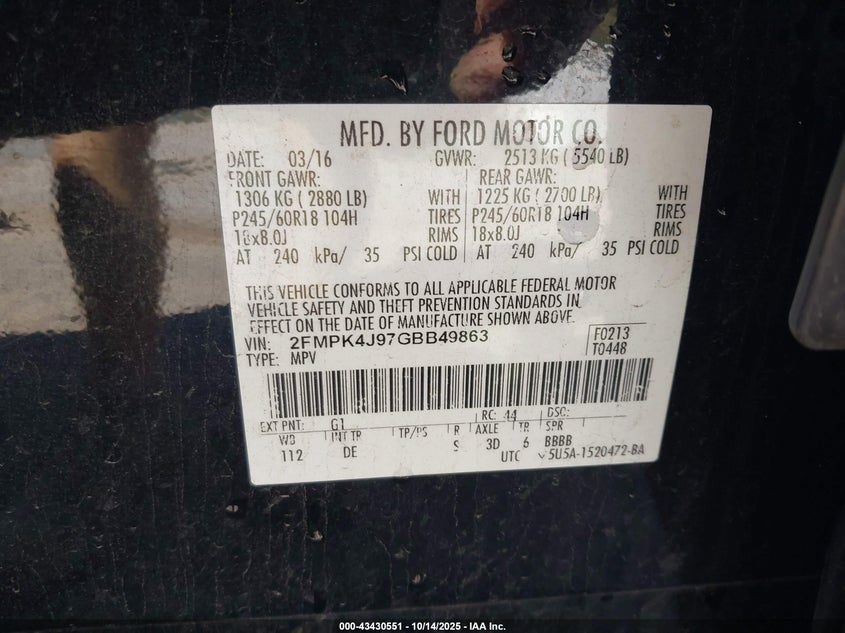 MFD. BY FORD MOTOR CO.
DATE: 03/16 GVWR: 2513 KG ( 5540 LB)
FRONT GAWR: REAR GAWR:
1306 KG ( 2880 LB) WITH 1225 KG ( 2700 LB) WITH
P245/60R18 104H TIRES P245/60R18 104H TIRES
18x8.0J RIMS 18x8.0J RIMS
AT 240 kPa/ 35 PSI COLD AT 240 kPa/ 35 PSI COLD
THIS VEHICLE CONFORMS TO ALL APPLICABLE FEDERAL MOTOR
VEHICLE SAFETY AND THEFT PREVENTION STANDARDS IN
EFFECT ON THE DATE OF MANUFACTURE SHOWN ABOVE.
VIN: 2FMPK4J97GBB49863 F0213
TYPE: MPV T0448
EXT PNT: G1 RC: 44 DSO:
WB INT TR TP/PS R AXLE TR SPR
112 DE S 3D 6 BBBB
UTC 5U5A-1520472-BA
000-43430551 | 10/14/2025 - IAA Inc.